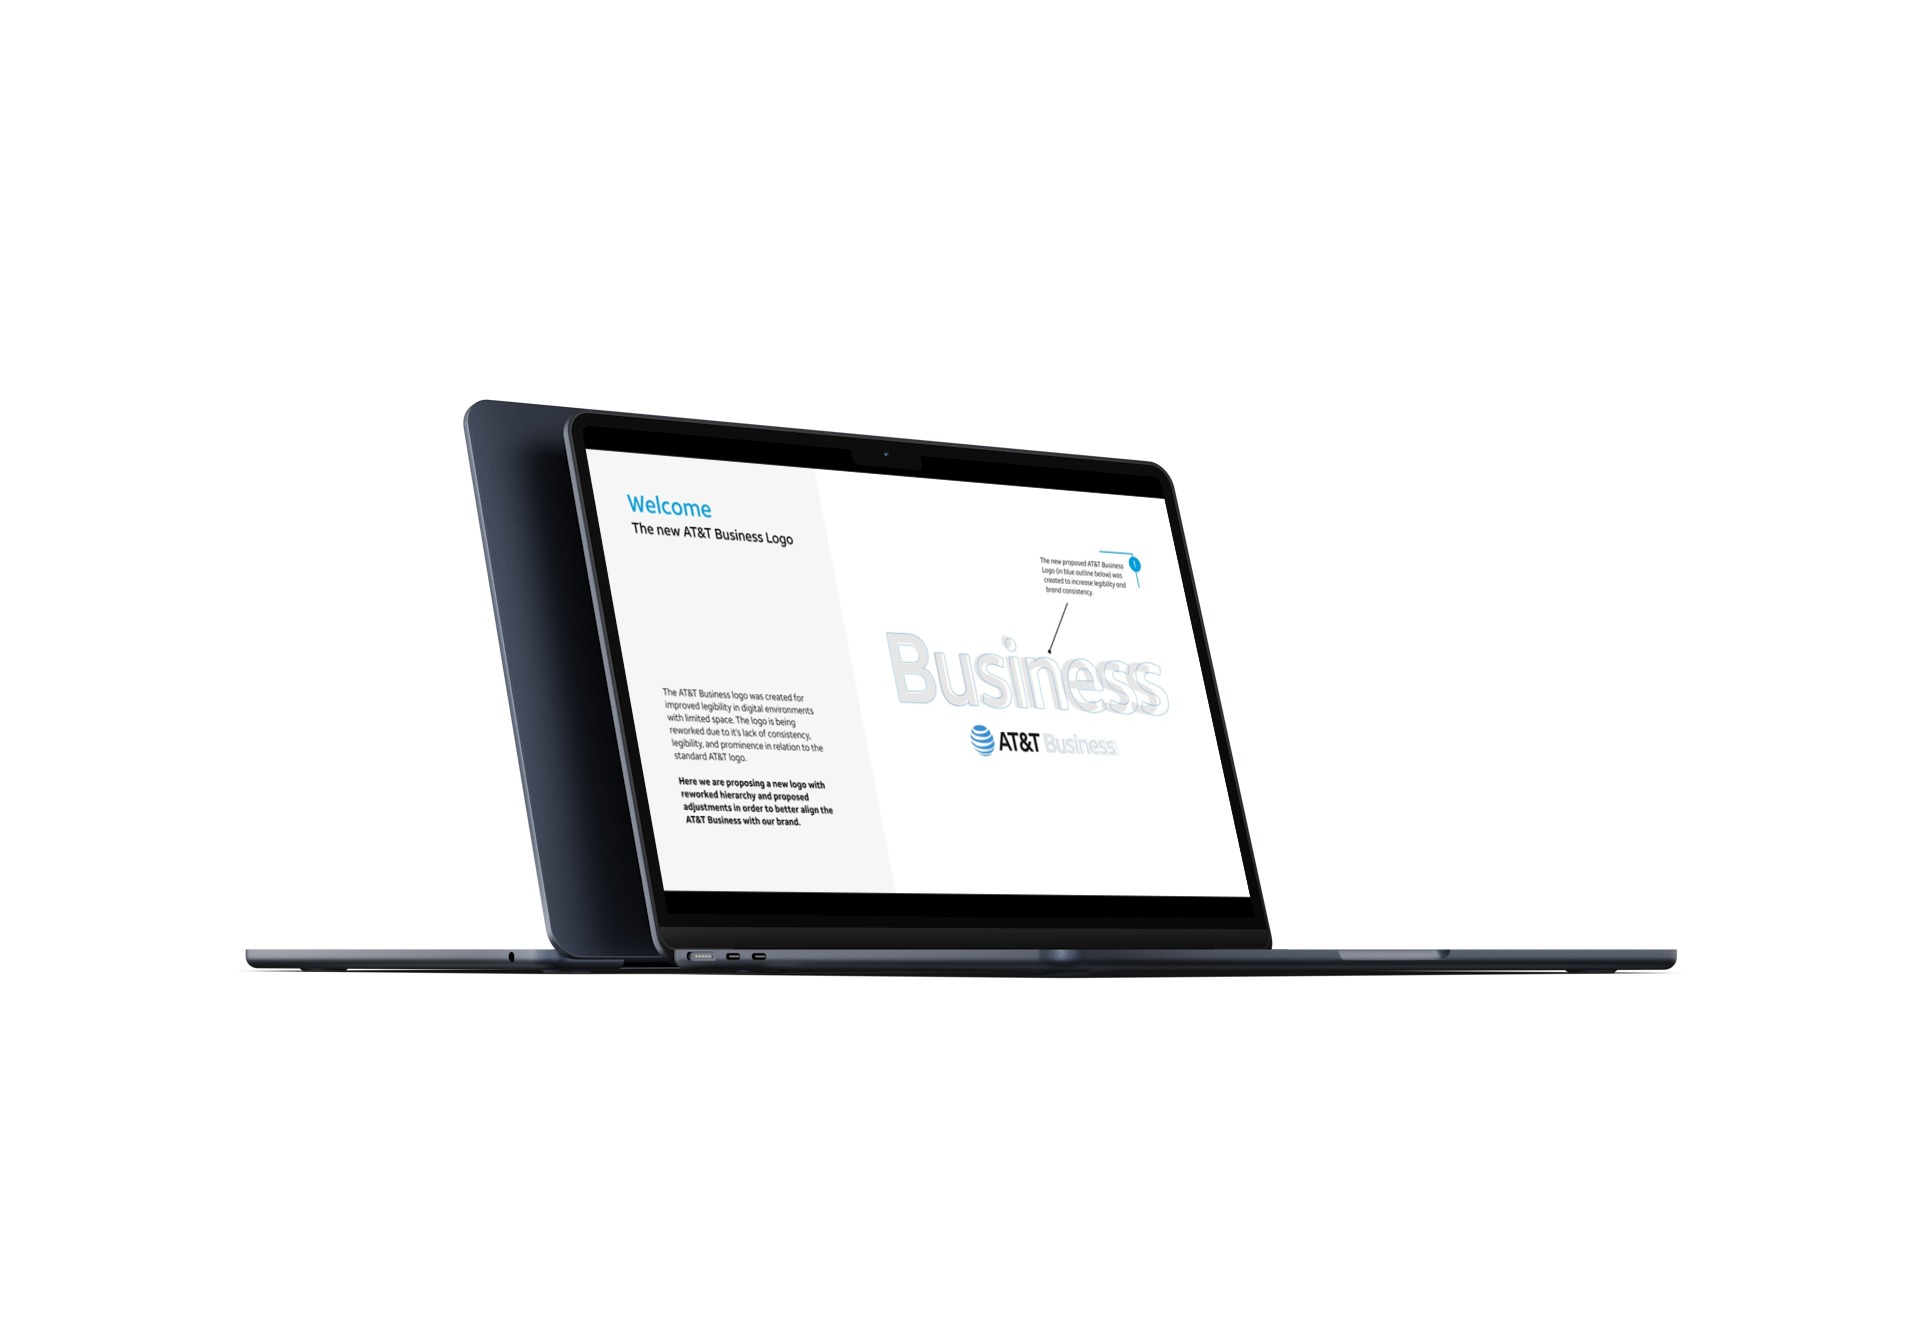 Welcome
The new AT&T Business Logo
The AT&T Business logo was created for
improved legibility in digital environments
with limited space. The logo is being
reworked due to it's lack of consistency,
legibility, and prominence in relation to the
standard AT&T logo.
Here we are proposing a new logo with
reworked hierarchy and proposed
adjustments in order to better align the
AT&T Business with our brand.
The new proposed AT&T Business
Logo (in blue outline below) was
created to increase legibility and
brand consistency.
1
Business
AT&T Business